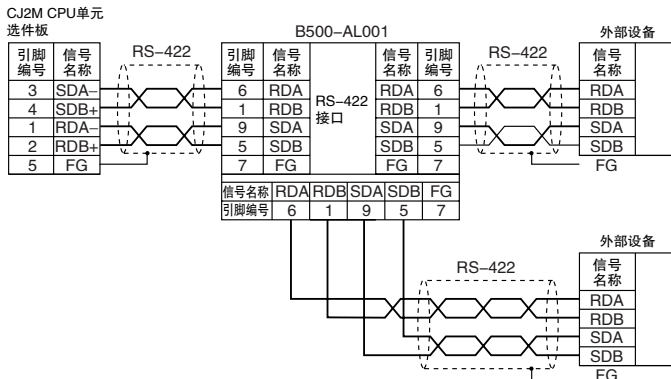 CJ2M CPU单元
选件板
引脚编号 信号名称
3 SDA−
4 SDB+
1 RDA−
2 RDB+
5 FG
RS−422
B500−AL001
引脚编号 信号名称
6 RDA
1 RDB
9 SDA
5 SDB
7 FG
RS−422
接口
信号名称 引脚编号
RDA 6
RDB 1
SDA 9
SDB 5
FG 7
信号名称 RDA RDB SDA SDB FG
引脚编号 6 1 9 5 7
RS−422
外部设备
信号名称
RDA
RDB
SDA
SDB
FG
RS−422
外部设备
信号名称
RDA
RDB
SDA
SDB
FG